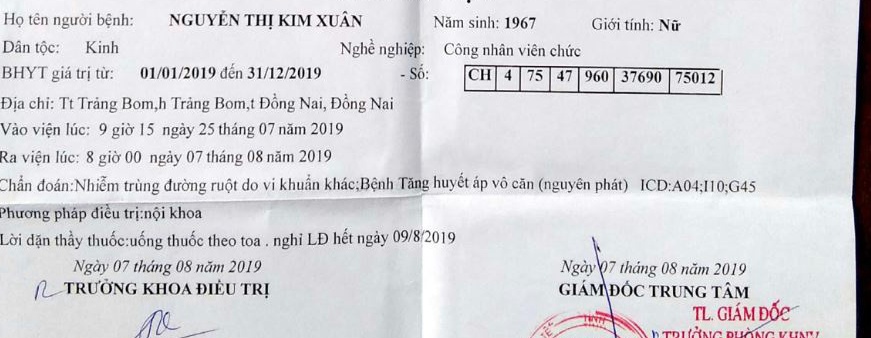 Họ tên người bệnh: NGUYỄN THỊ KIM XUÂN Năm sinh: 1967 Giới tính: Nữ
Dân tộc: Kinh Nghề nghiệp: Công nhân viên chức
BHYT giá trị từ: 01/01/2019 đến 31/12/2019 - Số: CH 4 75 47 960 37690 75012
Địa chỉ: Tt Trảng Bom,h Trảng Bom,t Đồng Nai, Đồng Nai
Vào viện lúc: 9 giờ 15 ngày 25 tháng 07 năm 2019
Ra viện lúc: 8 giờ 00 ngày 07 tháng 08 năm 2019
Chẩn đoán:Nhiễm trùng đường ruột do vi khuẩn khác;Bệnh Tăng huyết áp vô căn (nguyên phát) ICD:A04;I10;G45
Phương pháp điều trị:nội khoa
Lời dặn thầy thuốc:uống thuốc theo toa . nghỉ LĐ hết ngày 09/8/2019
Ngày 07 tháng 08 năm 2019 Ngày 07 tháng 08 năm 2019
TRƯỞNG KHOA ĐIỀU TRỊ GIÁM ĐỐC TRUNG TÂM
TL. GIÁM ĐỐC
TRƯỞNG PHÒNG KHNV